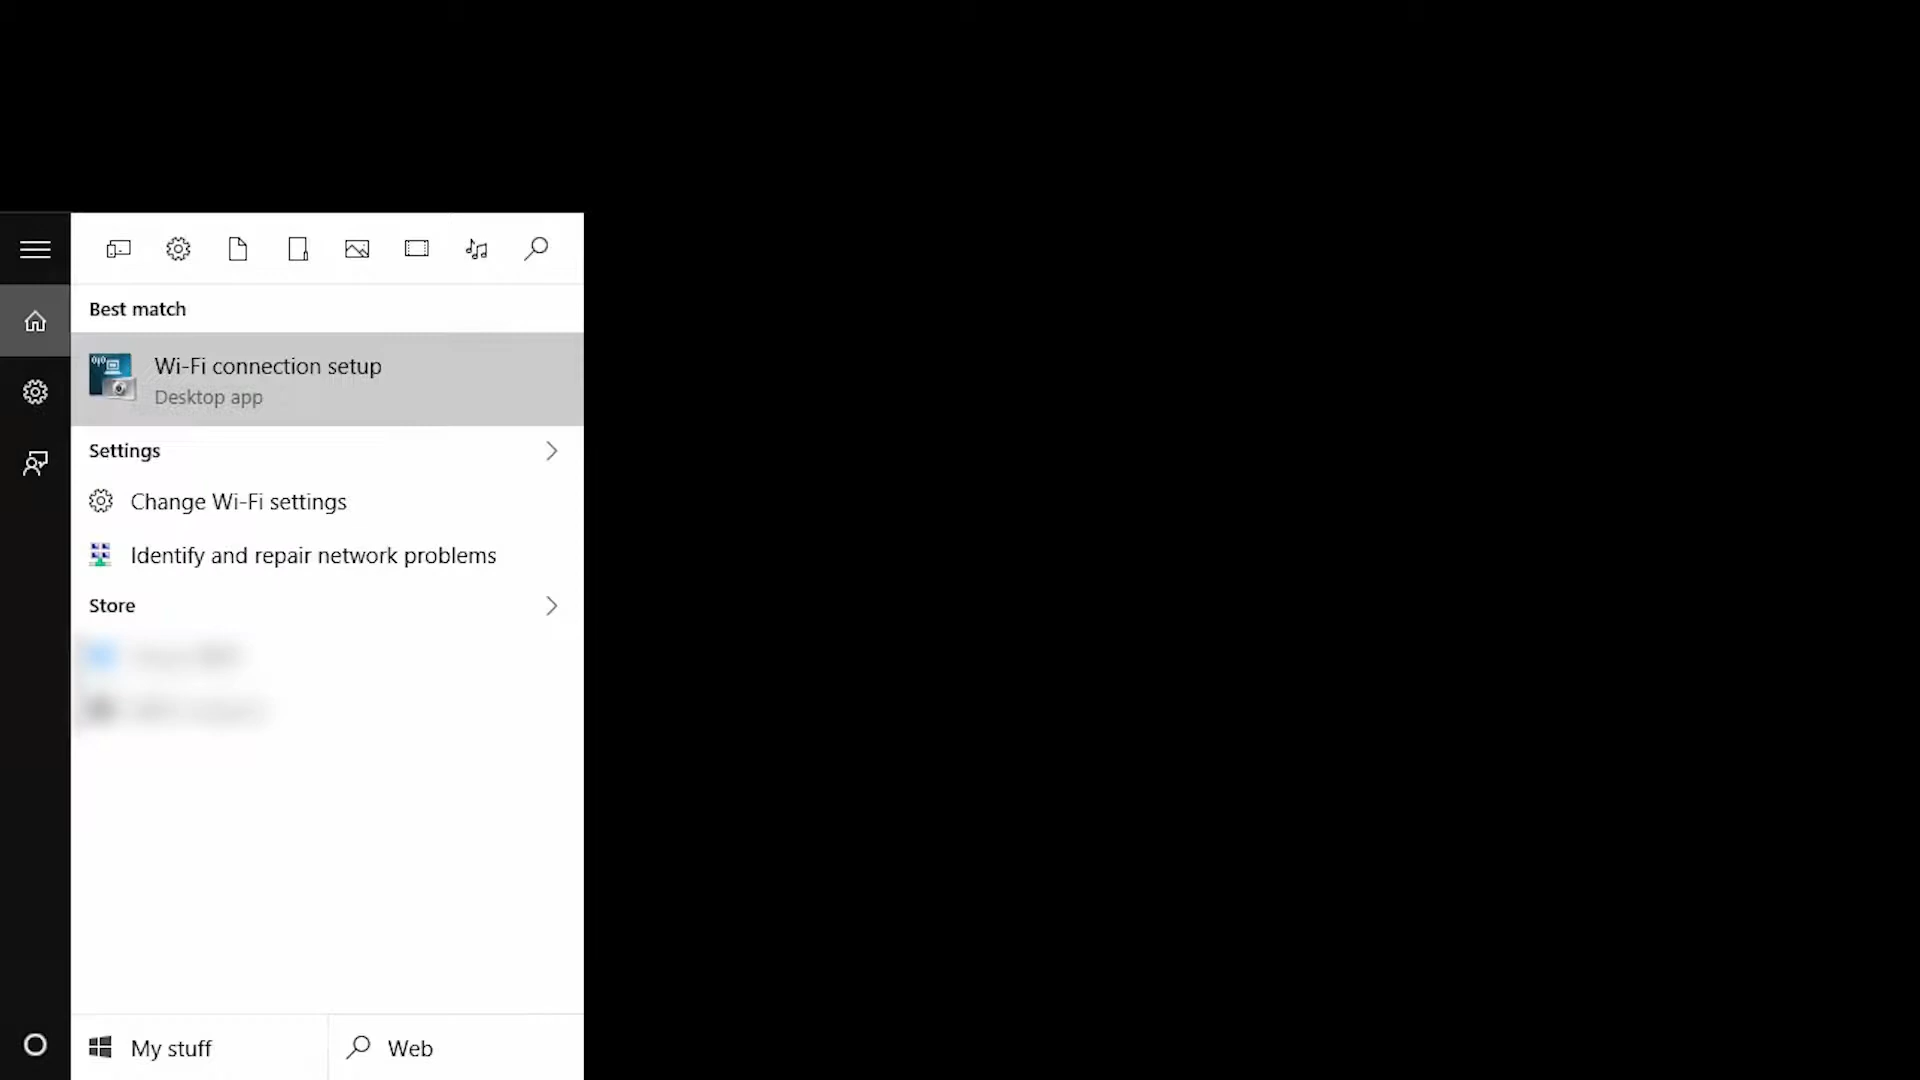 Best match
Wi-Fi connection setup
Desktop app
Settings
Change Wi-Fi settings
Identify and repair network problems
Store
My stuff
Web